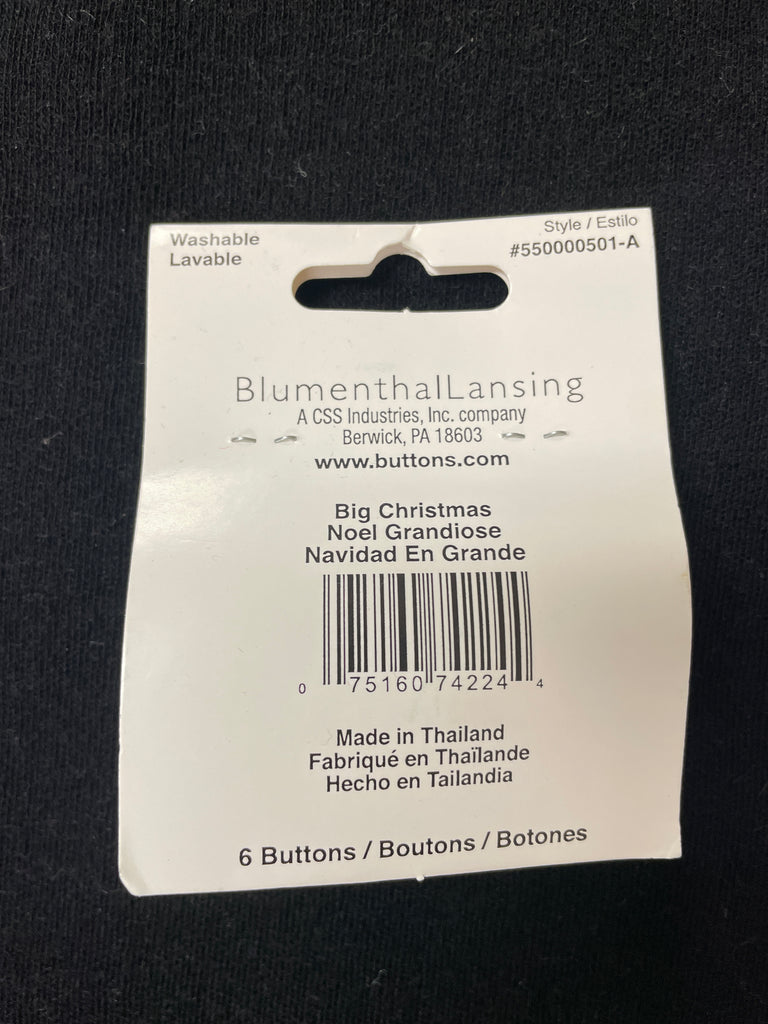 Washable
Lavable
Style / Estilo
#550000501-A
BlumenthalLansing
A CSS Industries, Inc. company
Berwick, PA 18603
www.buttons.com
Big Christmas
Noel Grandiose
Navidad En Grande
0 75160 74224 4
Made in Thailand
Fabriqué en Thaïlande
Hecho en Tailandia
6 Buttons / Boutons / Botones